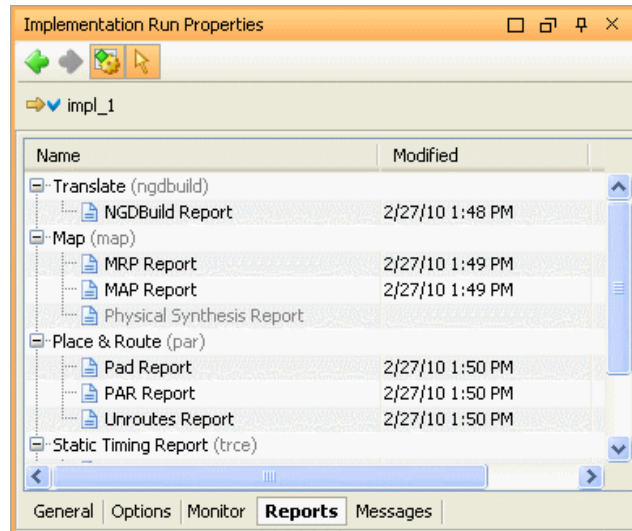 Implementation Run Properties
impl_1
Name Modified
Translate (ngdbuild)
NGDBuild Report 2/27/10 1:48 PM
Map (map)
MRP Report 2/27/10 1:49 PM
MAP Report 2/27/10 1:49 PM
Physical Synthesis Report
Place & Route (par)
Pad Report 2/27/10 1:50 PM
PAR Report 2/27/10 1:50 PM
Unroutes Report 2/27/10 1:50 PM
Static Timing Report (trce)
General Options Monitor Reports Messages